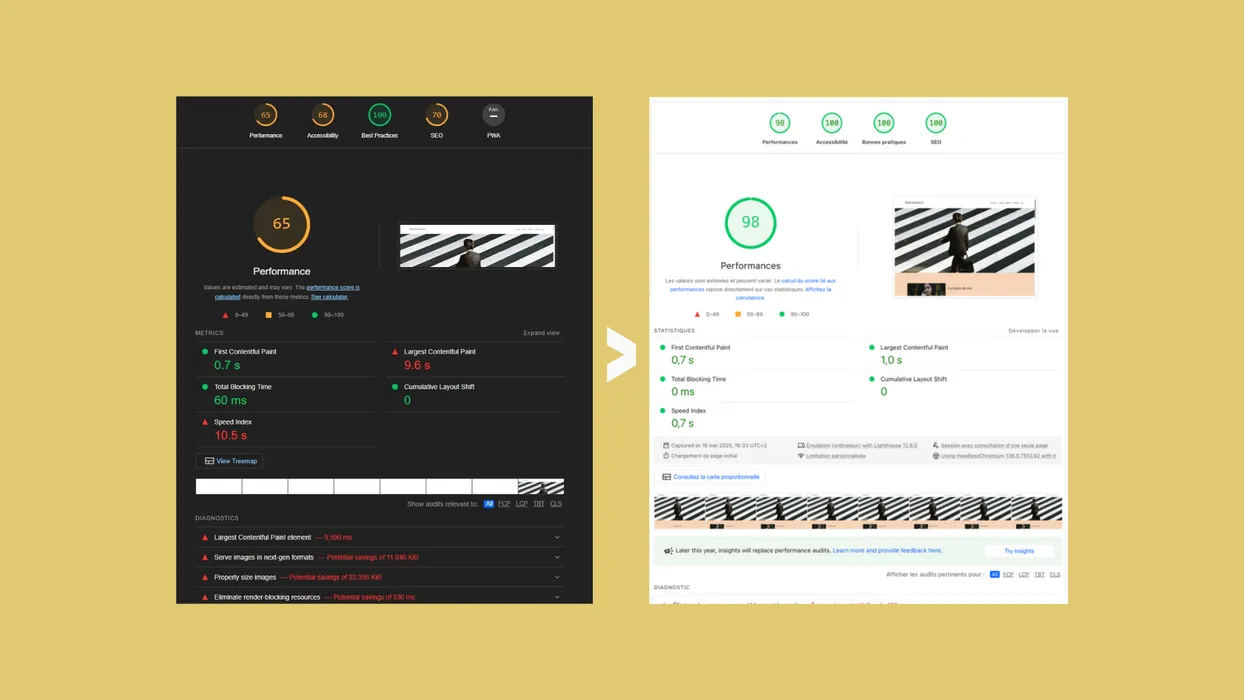 65 68 100 70 PWA
Performance Accessibility Best Practices SEO PWA
65
Performance
Values are estimated and may vary. The performance score is
calculated directly from these metrics. See calculator.
0–49 50–89 90–100
METRICS Expand view
First Contentful Paint Largest Contentful Paint
0.7 s 9.6 s
Total Blocking Time Cumulative Layout Shift
60 ms 0
Speed Index
10.5 s
View Treemap
Show audits relevant to: All FCP LCP TBT CLS
DIAGNOSTICS
Largest Contentful Paint element — 9,590 ms
Serve images in next-gen formats — Potential savings of 11,046 KiB
Properly size images — Potential savings of 22,395 KiB
Eliminate render-blocking resources — Potential savings of 530 ms
98 100 100 100
Performances Accessibilité Bonnes pratiques SEO
98
Performances
Les valeurs sont estimées et peuvent varier. Le calcul du score lié aux
performances repose directement sur ces statistiques. Affichez la
calculatrice.
0–49 50–89 90–100
À propos de moi
STATISTIQUES Développer la vue
First Contentful Paint Largest Contentful Paint
0,7 s 1,0 s
Total Blocking Time Cumulative Layout Shift
0 ms 0
Speed Index
0,7 s
Captured at 16 mai 2025, 16:33 UTC+2 Émulation (ordinateur) with Lighthouse 12.6.0 Session avec consultation d'une seule page
Chargement de page initial Limitation personnalisée Using HeadlessChromium 136.0.7103.92 with lr
Consultez la carte proportionnelle
Later this year, insights will replace performance audits. Learn more and provide feedback here. Try insights
Afficher les audits pertinents pour : All FCP LCP TBT CLS
DIAGNOSTIC